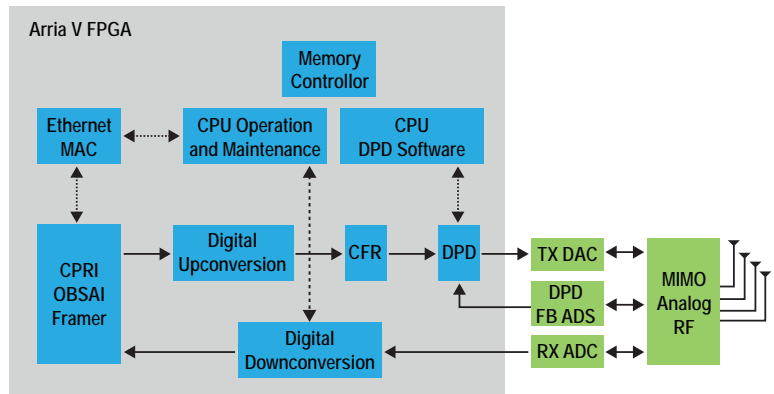 Arria V FPGA
Memory
Controllor
Ethernet
MAC
CPU Operation
and Maintenance
CPU
DPD Software
CPRI
OBSAI
Framer
Digital
Upconversion
CFR
DPD
TX DAC
DPD
FB ADS
MIMO
Analog
RF
Digital
Downconversion
RX ADC